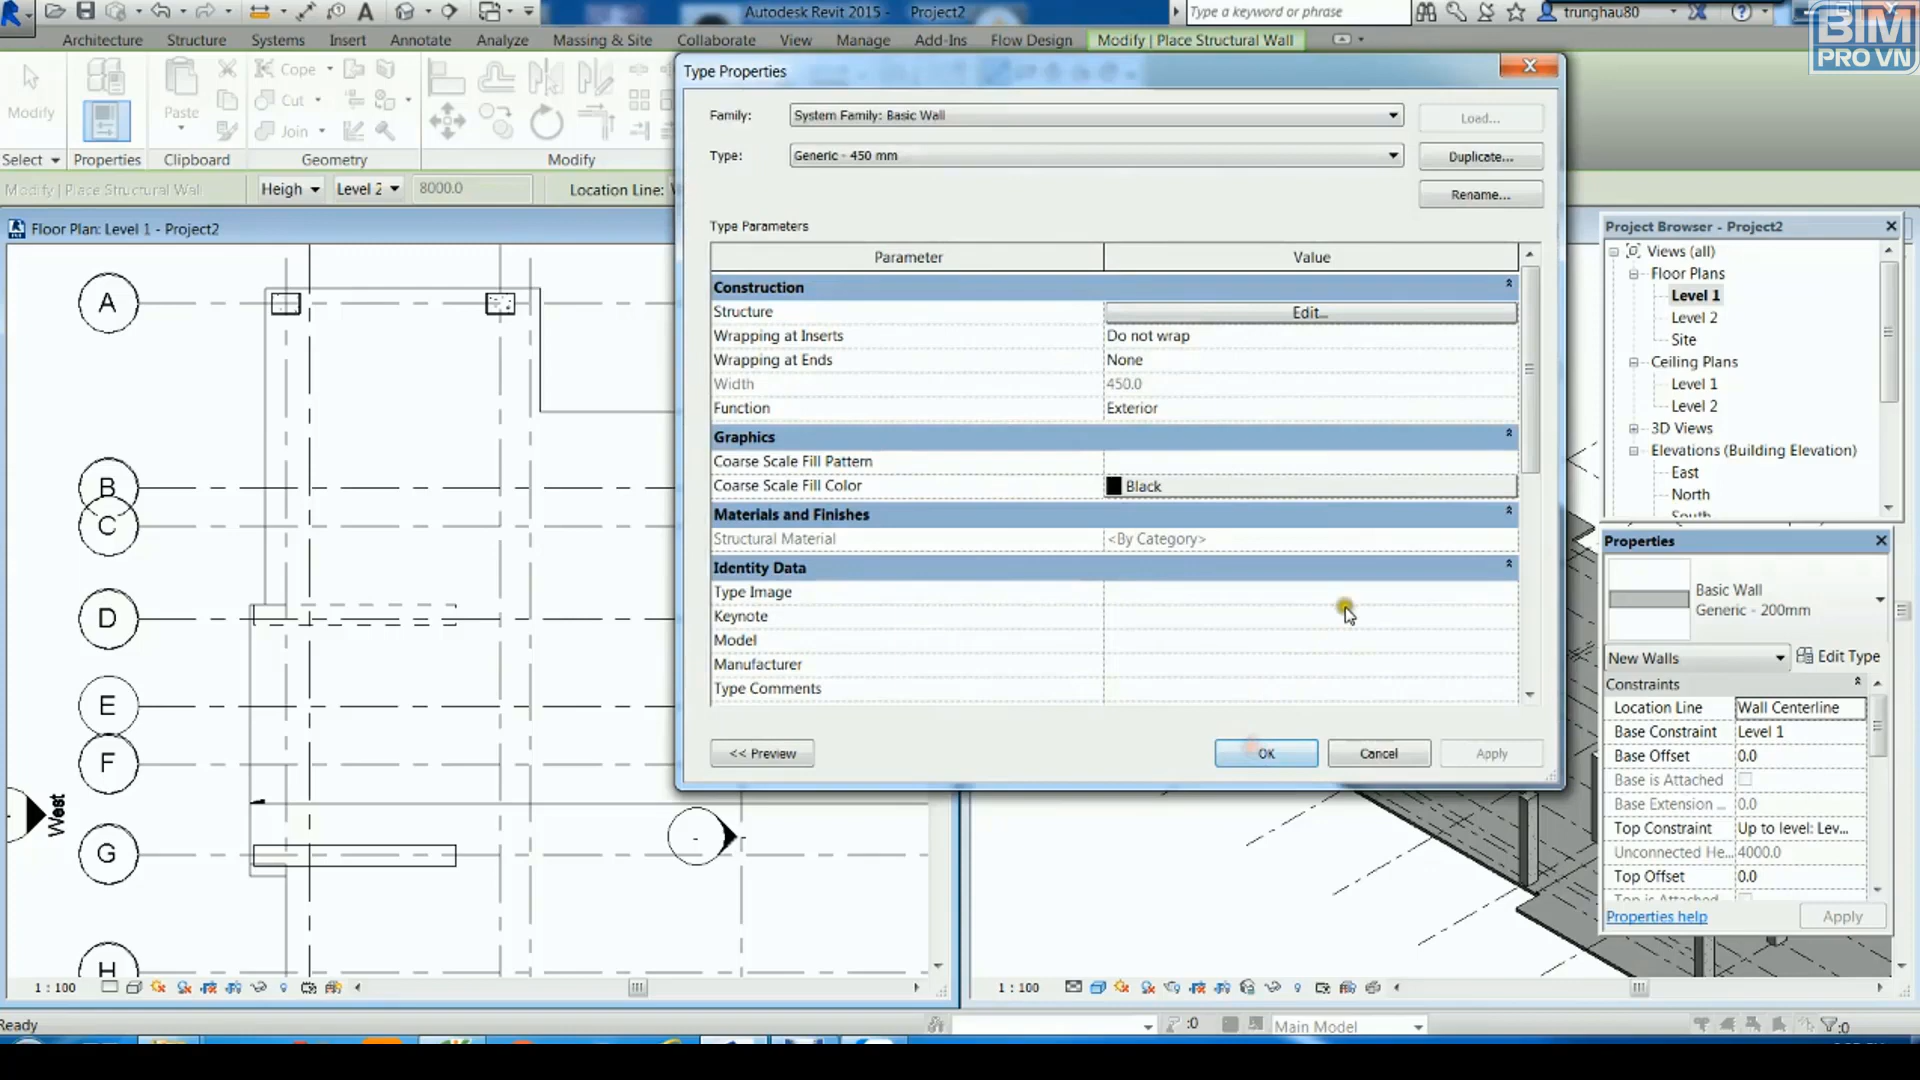 Autodesk Revit 2015 - Project2
Type a keyword or phrase
trunghau80
BIM
PRO VN
Architecture Structure Systems Insert Annotate Analyze Massing & Site Collaborate View Manage Add-Ins Flow Design Modify | Place Structural Wall
Modify
Paste
Cope
Cut
Join
Select Properties Clipboard Geometry Modify
Modify | Place Structural Wall Heigh Level 2 8000.0 Location Line:
Floor Plan: Level 1 - Project2
A
B
C
D
E
F
G
H
West
-
1 : 100
1 : 100
Type Properties
Family: System Family: Basic Wall Load...
Type: Generic - 450 mm Duplicate...
Rename...
Type Parameters
Parameter Value
Construction
Structure Edit...
Wrapping at Inserts Do not wrap
Wrapping at Ends None
Width 450.0
Function Exterior
Graphics
Coarse Scale Fill Pattern
Coarse Scale Fill Color Black
Materials and Finishes
Structural Material <By Category>
Identity Data
Type Image
Keynote
Model
Manufacturer
Type Comments
<< Preview OK Cancel Apply
Project Browser - Project2
Views (all)
Floor Plans
Level 1
Level 2
Site
Ceiling Plans
Level 1
Level 2
3D Views
Elevations (Building Elevation)
East
North
South
Properties
Basic Wall
Generic - 200mm
New Walls Edit Type
Constraints
Location Line Wall Centerline
Base Constraint Level 1
Base Offset 0.0
Base is Attached
Base Extension ... 0.0
Top Constraint Up to level: Lev...
Unconnected He... 4000.0
Top Offset 0.0
Top is Attached
Properties help Apply
Ready
:0 Main Model :0